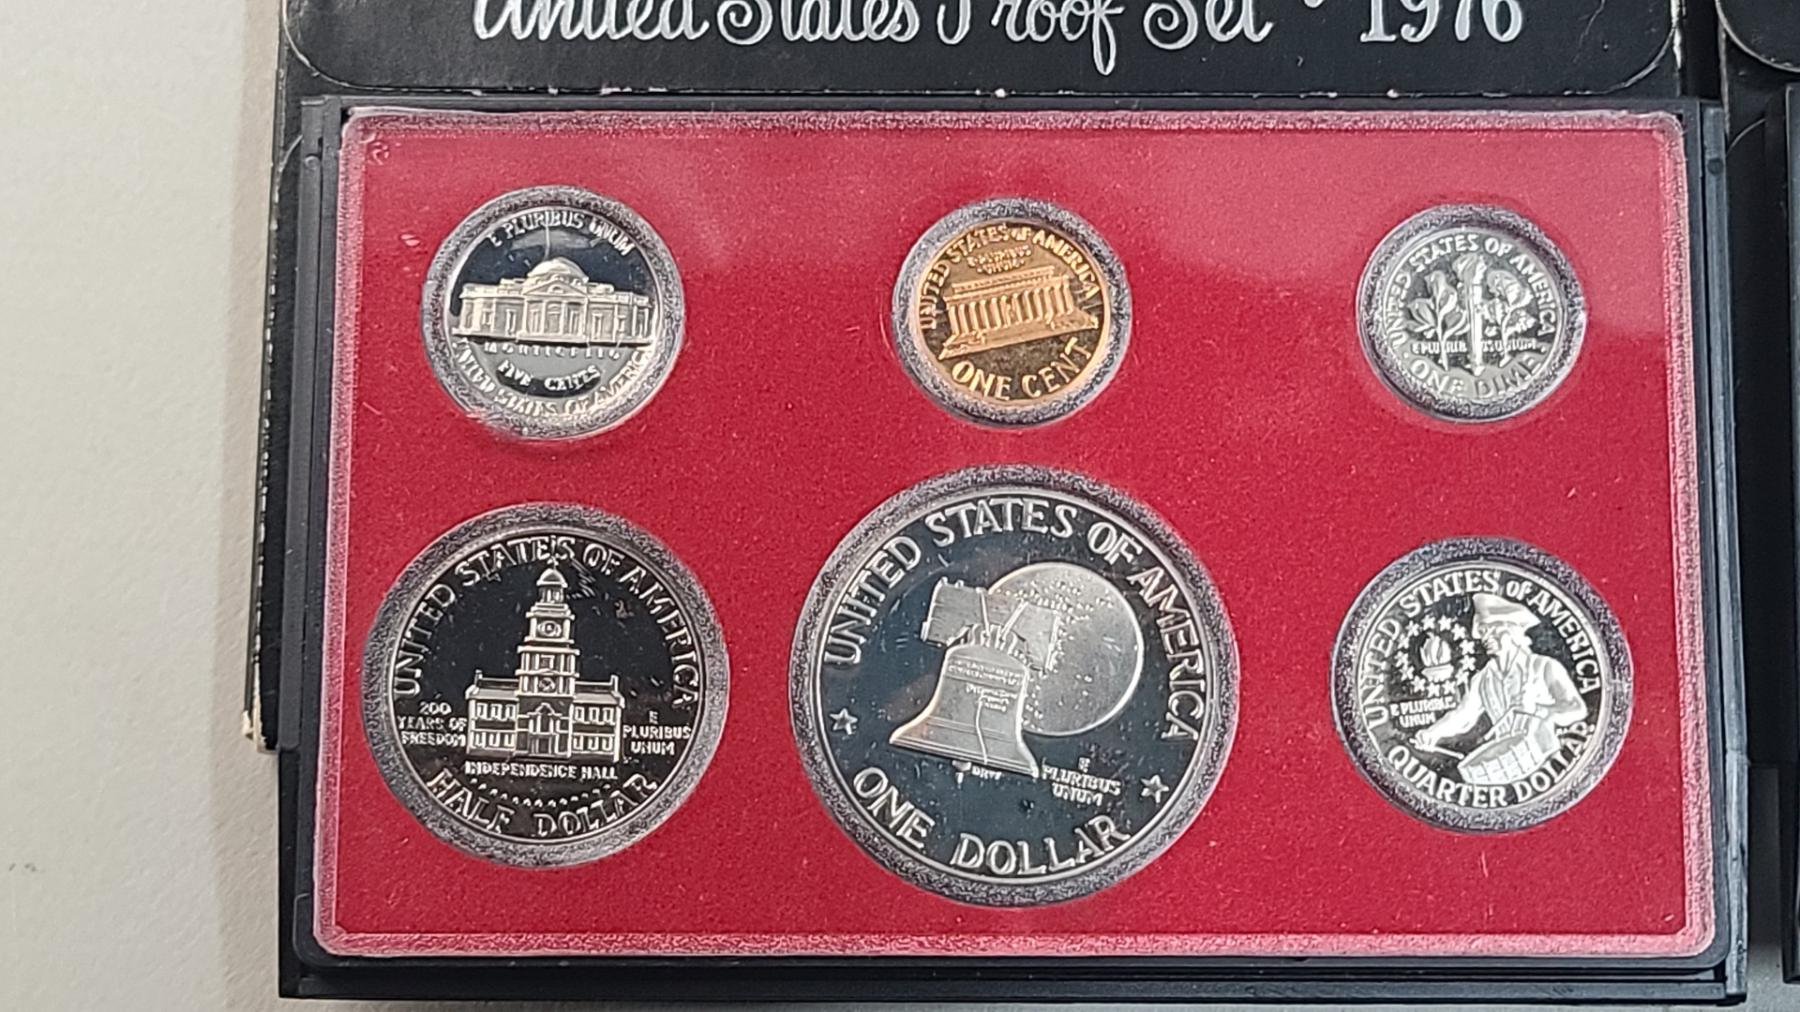 United States Proof Set • 1976
E PLURIBUS UNUM
MONTICELLO
FIVE CENTS
UNITED STATES OF AMERICA
UNITED STATES OF AMERICA
E PLURIBUS
UNUM
ONE CENT
UNITED STATES OF AMERICA
E PLURIBUS UNUM
ONE DIME
UNITED STATES OF AMERICA
200
YEARS OF
FREEDOM
E
PLURIBUS
UNUM
INDEPENDENCE HALL
HALF DOLLAR
UNITED STATES OF AMERICA
E
PLURIBUS
UNUM
ONE DOLLAR
UNITED STATES OF AMERICA
E PLURIBUS
UNUM
QUARTER DOLLAR